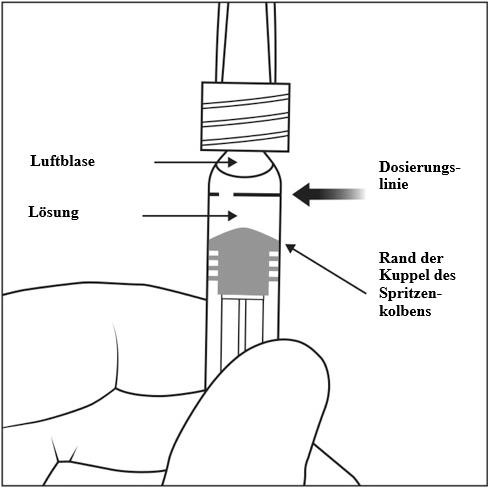 Luftblase
Lösung
Dosierungs-
linie
Rand der
Kuppel des
Spritzen-
kolbens